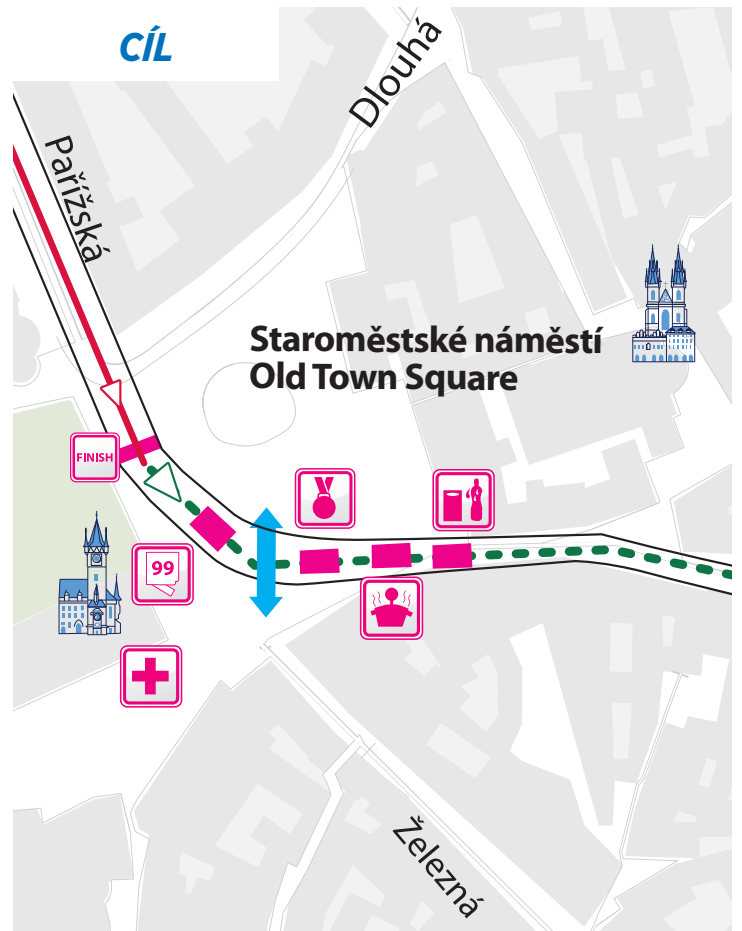 CÍL
Dlouhá
Pařížská
Staroměstské náměstí
Old Town Square
FINISH
99
Železná